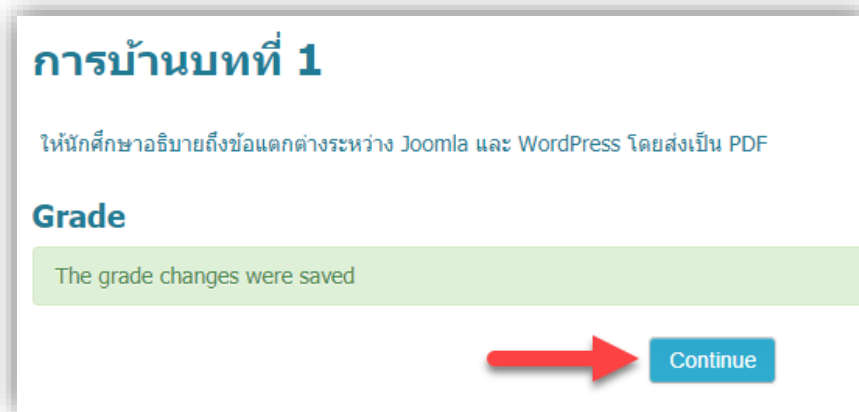 การบ้านบทที่ 1
ให้นักศึกษาอธิบายถึงข้อแตกต่างระหว่าง Joomla และ WordPress โดยส่งเป็น PDF
Grade
The grade changes were saved
Continue